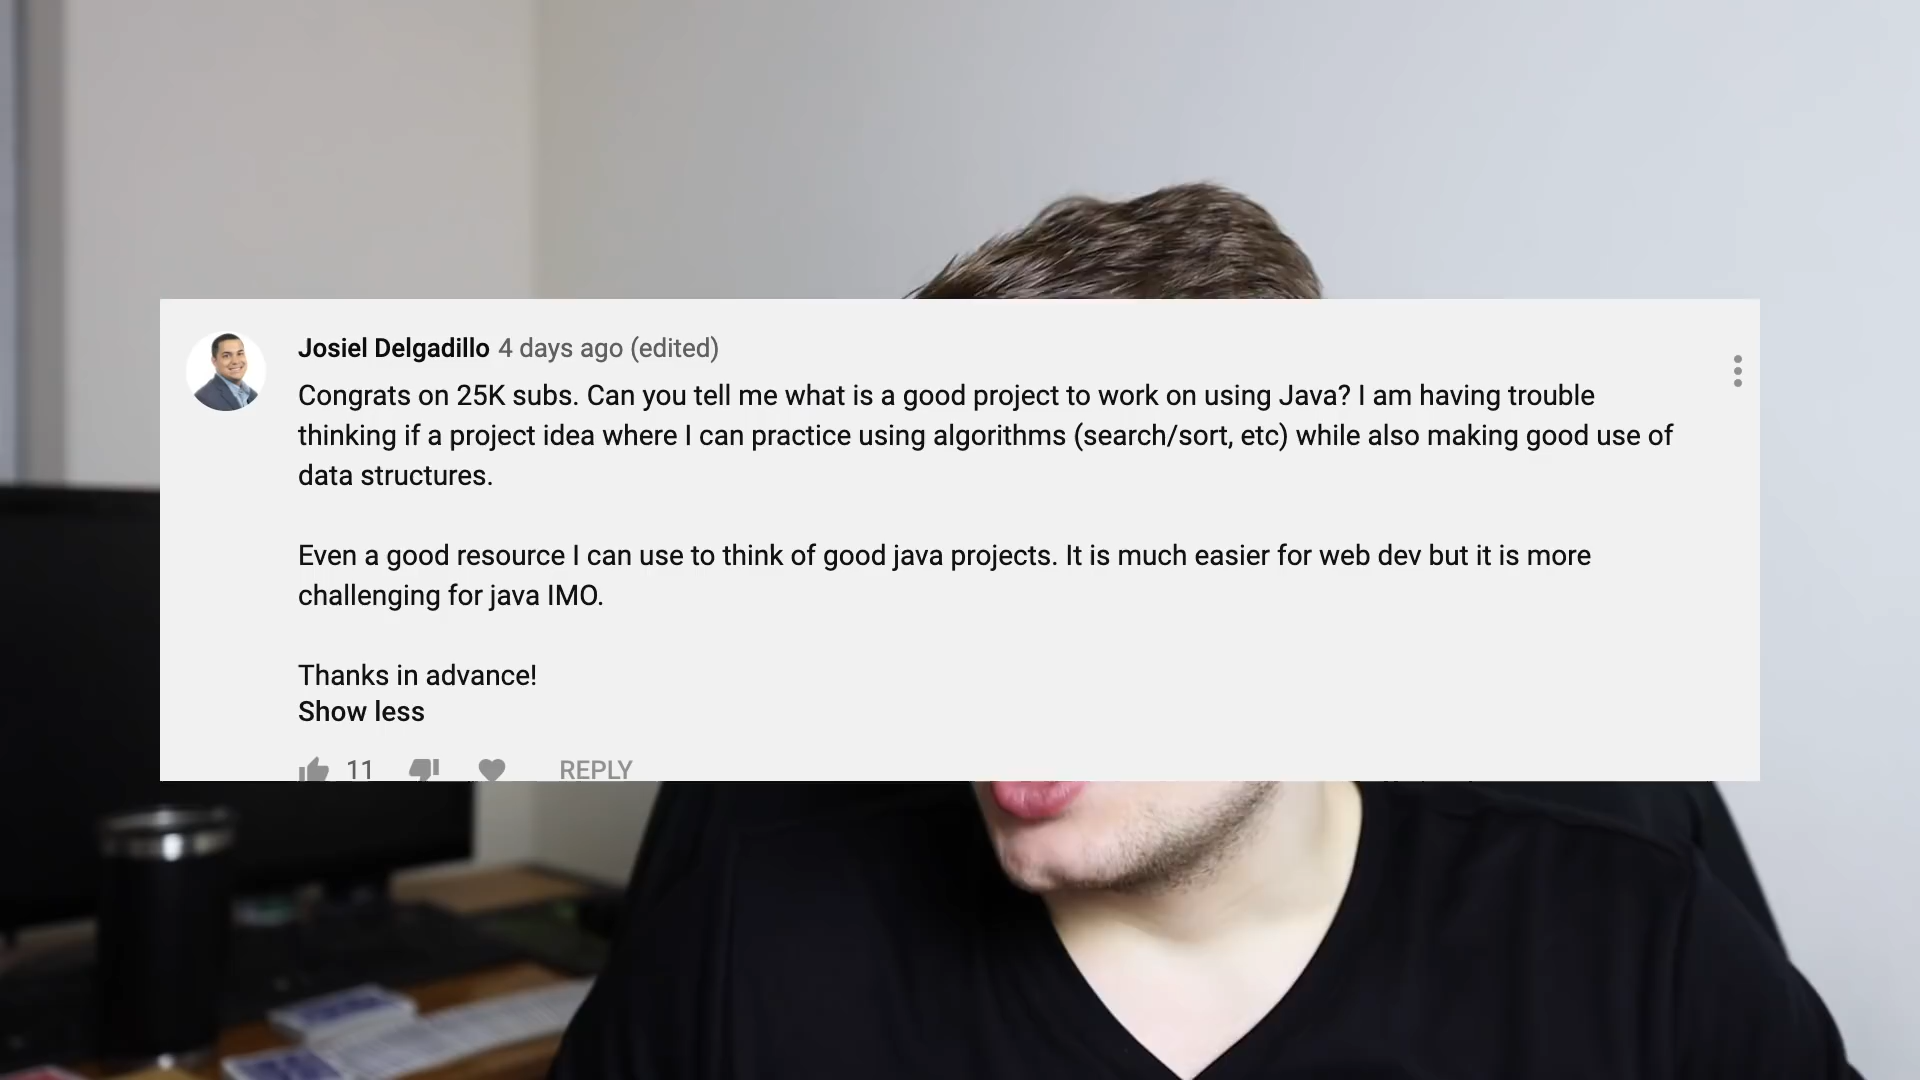 Josiel Delgadillo 4 days ago (edited)
Congrats on 25K subs. Can you tell me what is a good project to work on using Java? I am having trouble
thinking if a project idea where I can practice using algorithms (search/sort, etc) while also making good use of
data structures.
Even a good resource I can use to think of good java projects. It is much easier for web dev but it is more
challenging for java IMO.
Thanks in advance!
Show less
11 REPLY